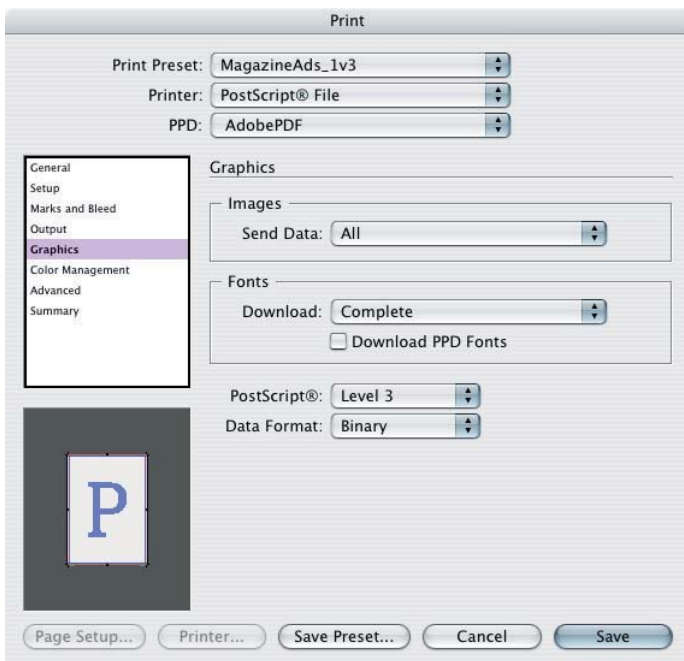 Print
Print Preset: MagazineAds_1v3
Printer: PostScript® File
PPD: AdobePDF
General
Setup
Marks and Bleed
Output
Graphics
Color Management
Advanced
Summary
Graphics
Images
Send Data: All
Fonts
Download: Complete
Download PPD Fonts
PostScript®: Level 3
Data Format: Binary
P
Page Setup... Printer... Save Preset... Cancel Save